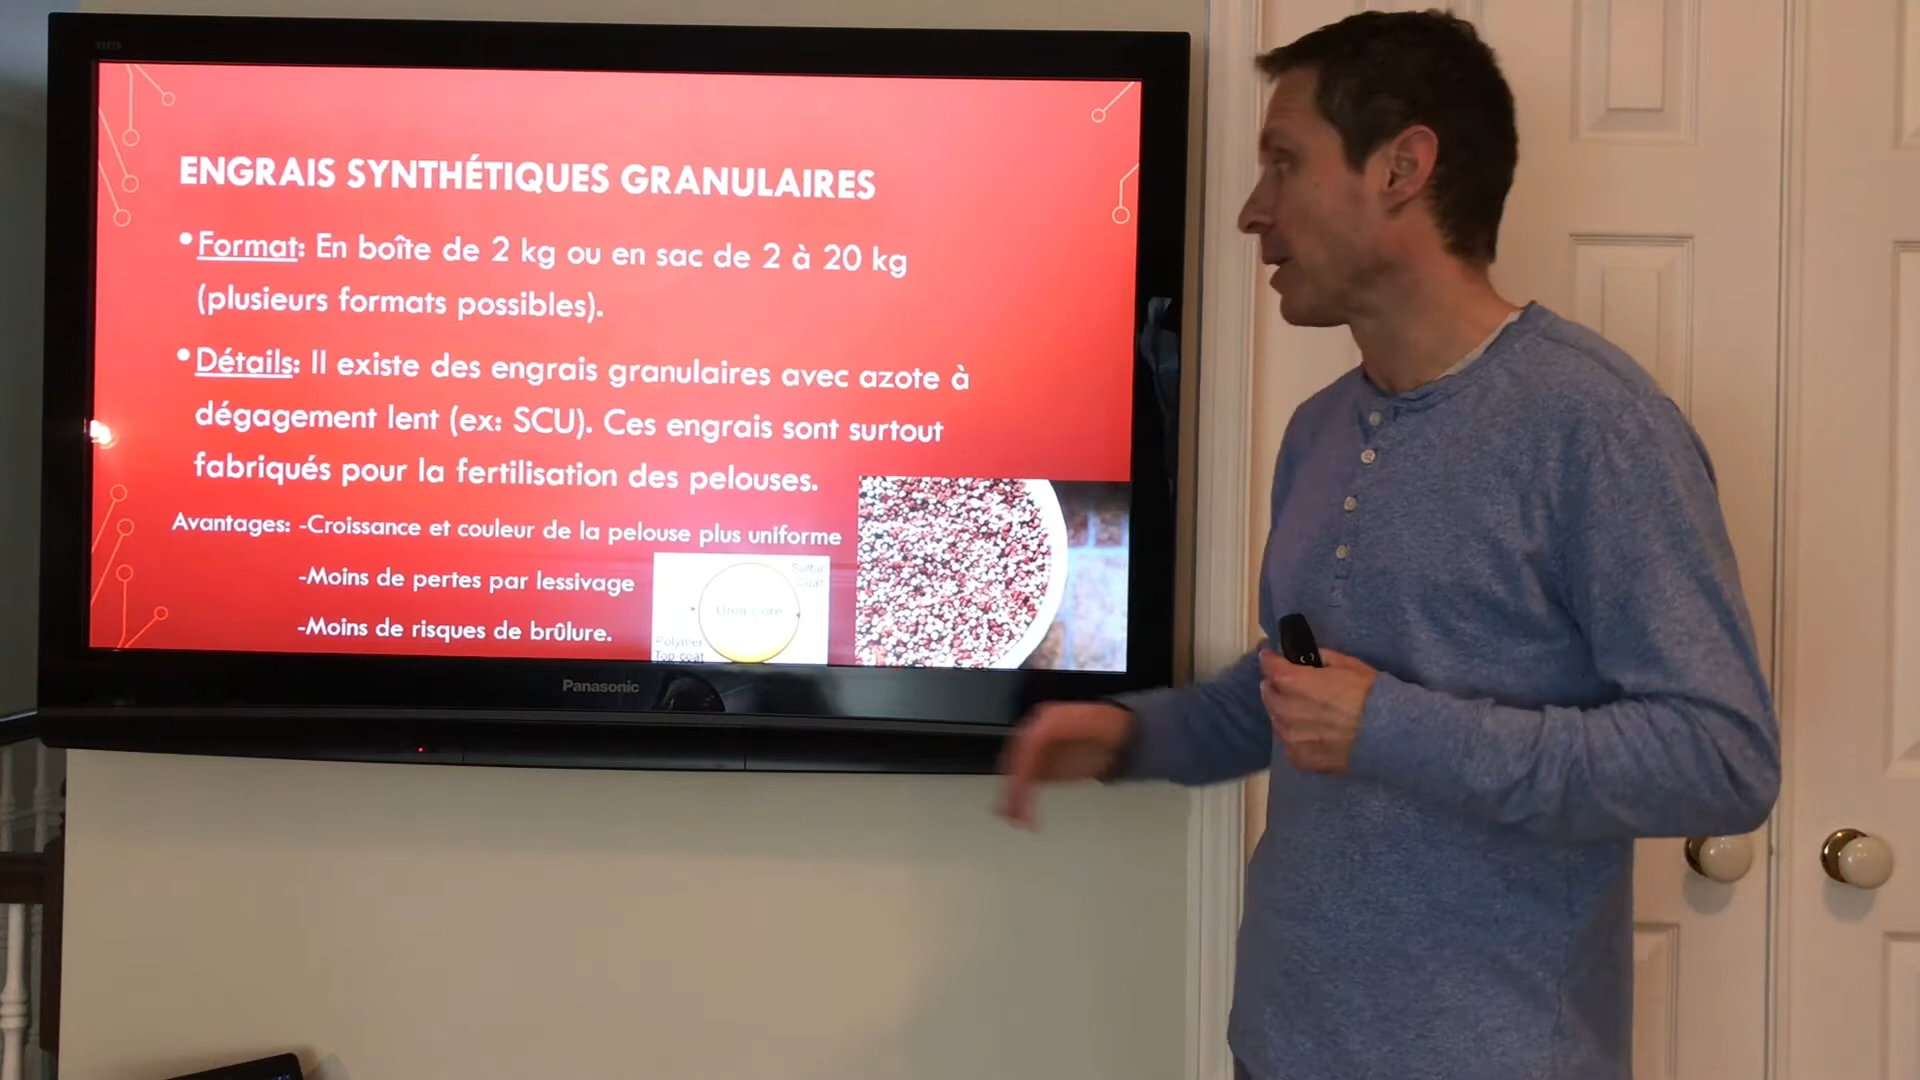 ENGRAIS SYNTHÉTIQUES GRANULAIRES
•Format: En boîte de 2 kg ou en sac de 2 à 20 kg
(plusieurs formats possibles).
•Détails: Il existe des engrais granulaires avec azote à
dégagement lent (ex: SCU). Ces engrais sont surtout
fabriqués pour la fertilisation des pelouses.
Avantages: -Croissance et couleur de la pelouse plus uniforme
-Moins de pertes par lessivage
-Moins de risques de brûlure.
Sulfur
Urea Core
Polymer
Top-coat
Panasonic